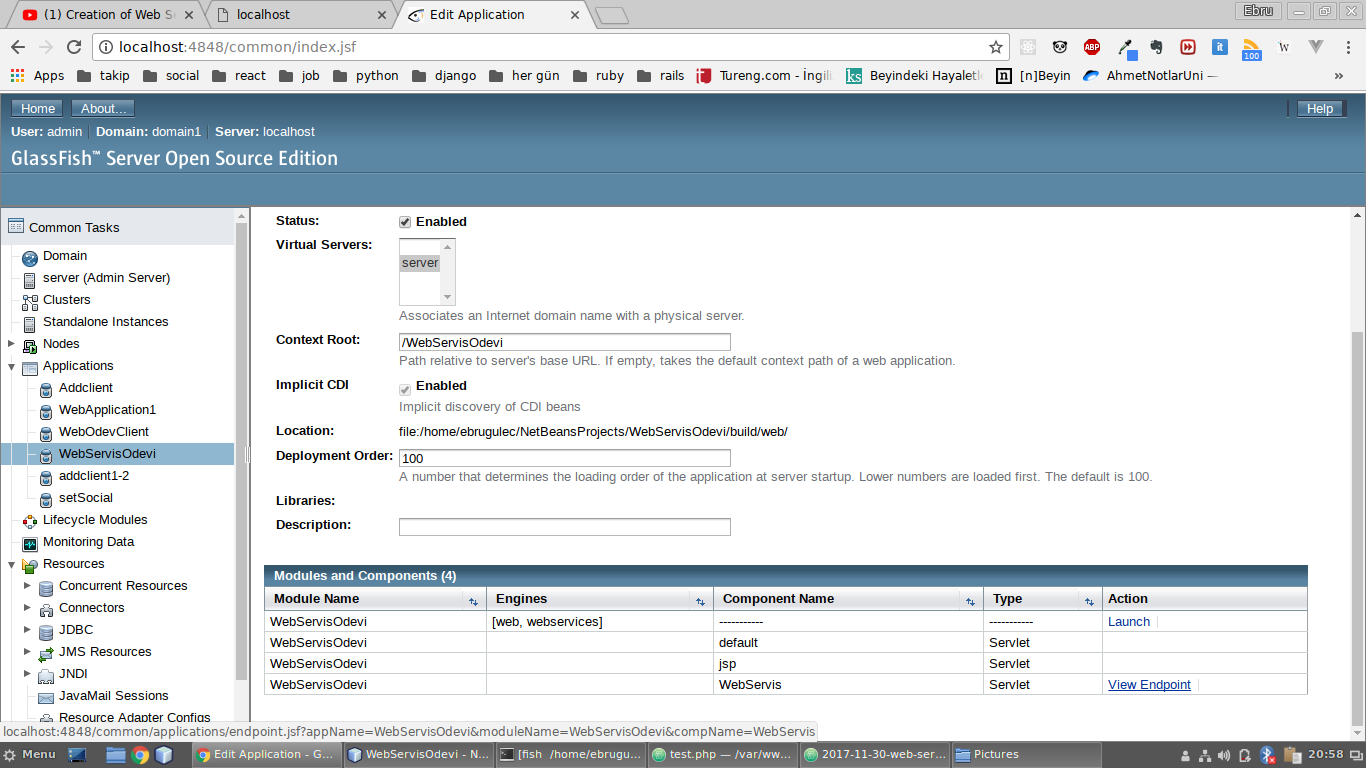 (1) Creation of Web Se
localhost
Edit Application
Ebru
localhost:4848/common/index.jsf
ABP
it
100
W
Apps
takip
social
react
job
python
django
her gün
ruby
rails
Tureng.com - İngili
ks
Beyindeki Hayaletl
n
[n]Beyin
AhmetNotlarUni —
»
Home
About...
Help
User: admin
Domain: domain1
Server: localhost
GlassFish™ Server Open Source Edition
Common Tasks
Domain
server (Admin Server)
Clusters
Standalone Instances
Nodes
Applications
Addclient
WebApplication1
WebOdevClient
WebServisOdevi
addclient1-2
setSocial
Lifecycle Modules
Monitoring Data
Resources
Concurrent Resources
Connectors
JDBC
JMS Resources
JNDI
JavaMail Sessions
Resource Adapter Configs
Status:
Enabled
Virtual Servers:
server
Associates an Internet domain name with a physical server.
Context Root:
/WebServisOdevi
Path relative to server's base URL. If empty, takes the default context path of a web application.
Implicit CDI
Enabled
Implicit discovery of CDI beans
Location:
file:/home/ebrugulec/NetBeansProjects/WebServisOdevi/build/web/
Deployment Order:
100
A number that determines the loading order of the application at server startup. Lower numbers are loaded first. The default is 100.
Libraries:
Description:
Modules and Components (4)
Module Name Engines Component Name Type Action
WebServisOdevi [web, webservices] ----------- ----------- Launch
WebServisOdevi default Servlet
WebServisOdevi jsp Servlet
WebServisOdevi WebServis Servlet View Endpoint
localhost:4848/common/applications/endpoint.jsf?appName=WebServisOdevi&moduleName=WebServisOdevi&compName=WebServis
Menu
Edit Application - G...
WebServisOdevi - N...
[fish /home/ebrugu...
test.php — /var/ww...
2017-11-30-web-ser...
Pictures
20:58